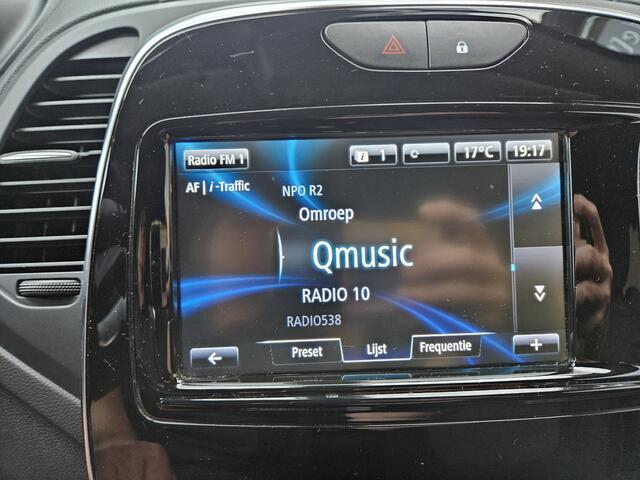 Radio FM 1
i 1
17°C
19:17
AF | i-Traffic
NPO R2
Omroep
Qmusic
RADIO 10
RADIO538
Preset
Lijst
Frequentie
+